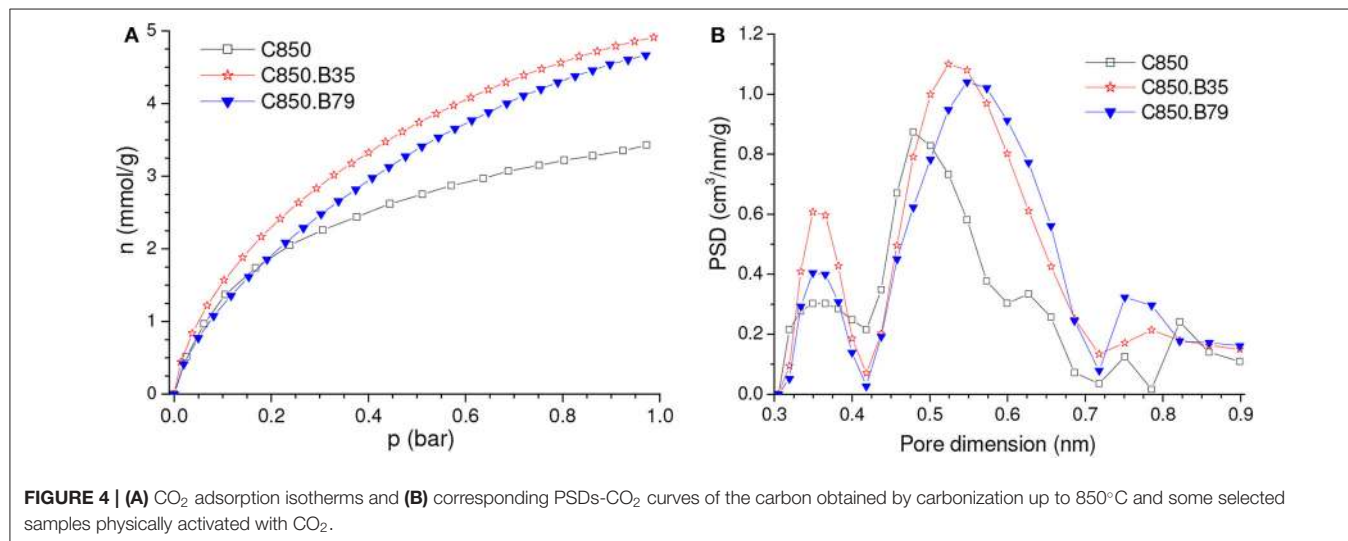 A
C850
C850.B35
C850.B79
5
4
3
2
1
0
n (mmol/g)
0.0 0.2 0.4 0.6 0.8 1.0
p (bar)
B
C850
C850.B35
C850.B79
1.2
1.0
0.8
0.6
0.4
0.2
0.0
PSD (cm³/nm/g)
0.3 0.4 0.5 0.6 0.7 0.8 0.9
Pore dimension (nm)
FIGURE 4 | (A) CO₂ adsorption isotherms and (B) corresponding PSDs-CO₂ curves of the carbon obtained by carbonization up to 850°C and some selected
samples physically activated with CO₂.